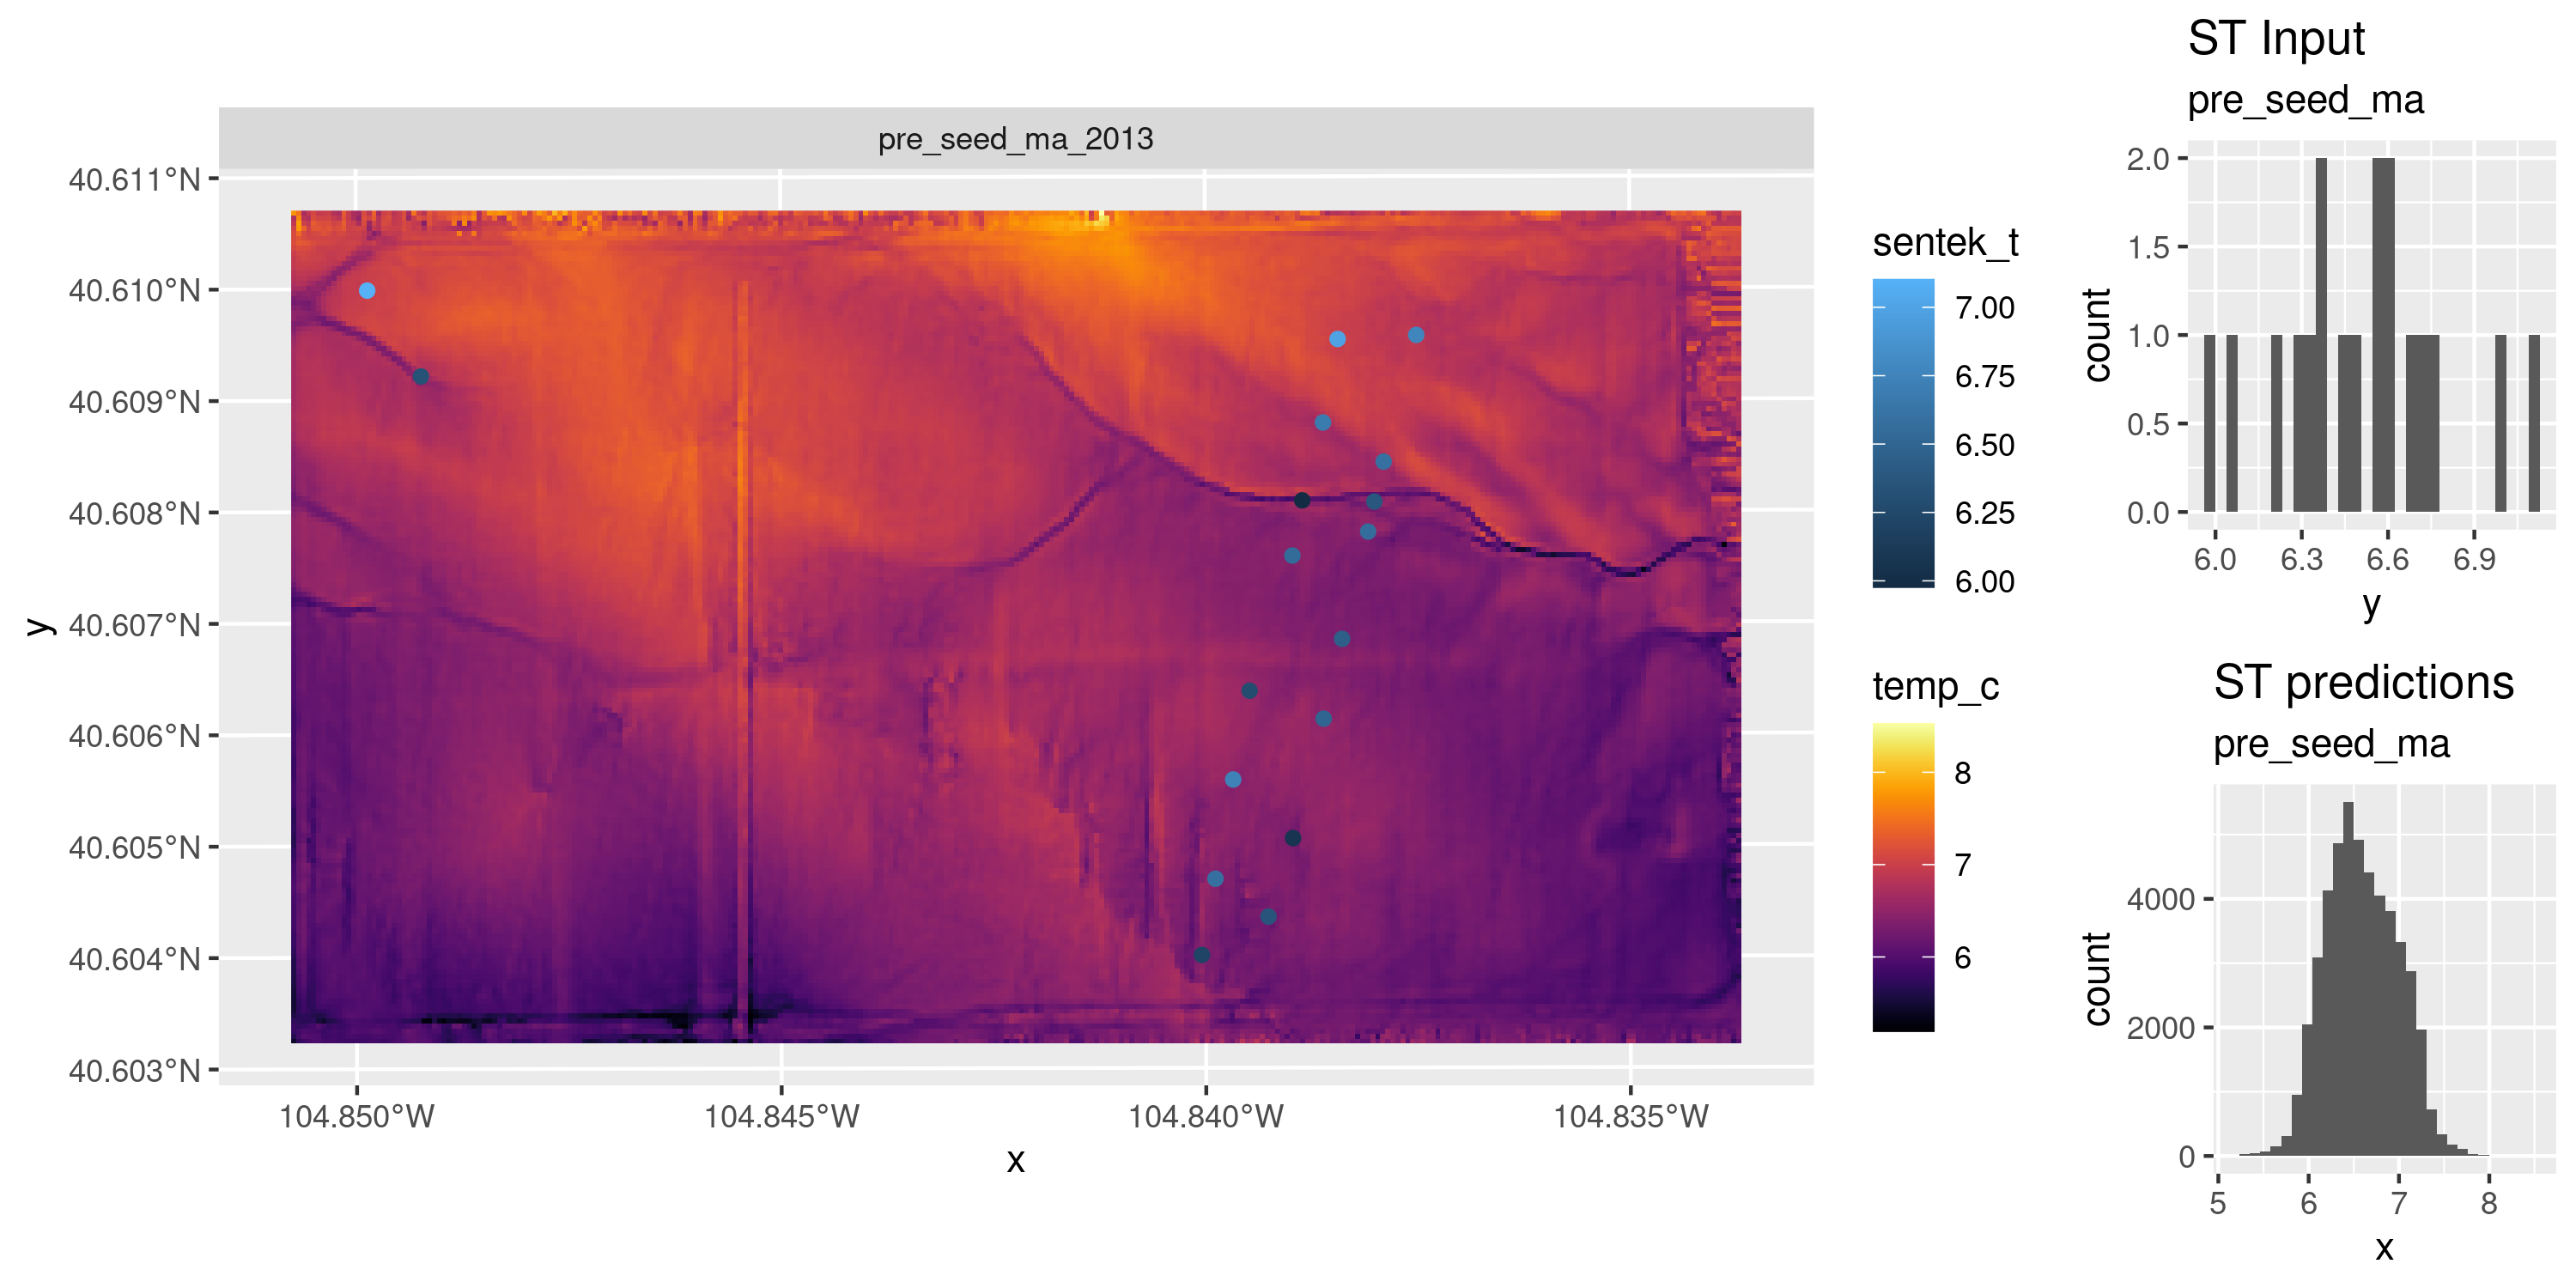 pre_seed_ma_2013
40.611°N
40.610°N
40.609°N
40.608°N
40.607°N
40.606°N
40.605°N
40.604°N
40.603°N
y
104.850°W
104.845°W
104.840°W
104.835°W
x
sentek_t
7.00
6.75
6.50
6.25
6.00
temp_c
8
7
6
ST Input
pre_seed_ma
2.0
1.5
1.0
0.5
0.0
count
6.0
6.3
6.6
6.9
y
ST predictions
pre_seed_ma
4000
2000
0
count
5
6
7
8
x